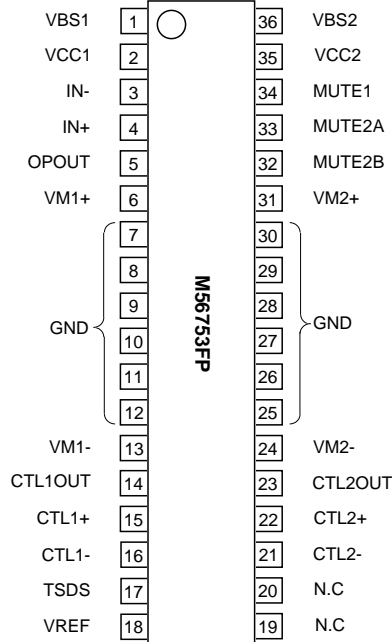 VBS1 1 36 VBS2
VCC1 2 35 VCC2
IN- 3 34 MUTE1
IN+ 4 33 MUTE2A
OPOUT 5 32 MUTE2B
VM1+ 6 31 VM2+
7 30
8 29
9 28
GND 10 27 GND
11 26
12 25
VM1- 13 24 VM2-
CTL1OUT 14 23 CTL2OUT
CTL1+ 15 22 CTL2+
CTL1- 16 21 CTL2-
TSDS 17 20 N.C
VREF 18 19 N.C
M56753FP